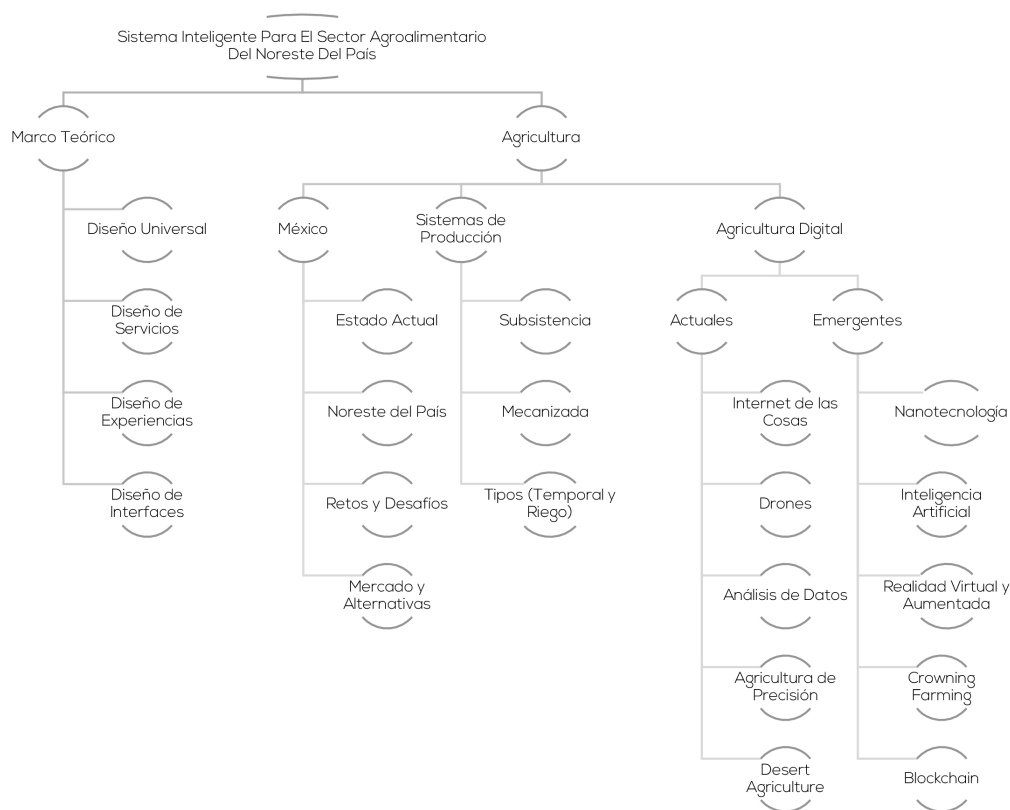 Sistema Inteligente Para El Sector Agroalimentario
Del Noreste Del País
Marco Teórico
Agricultura
Diseño Universal
Diseño de
Servicios
Diseño de
Experiencias
Diseño de
Interfaces
México
Estado Actual
Noreste del País
Retos y Desafíos
Mercado y
Alternativas
Sistemas de
Producción
Subsistencia
Mecanizada
Tipos (Temporal y
Riego)
Agricultura Digital
Actuales
Internet de las
Cosas
Drones
Análisis de Datos
Agricultura de
Precisión
Desert
Agriculture
Emergentes
Nanotecnología
Inteligencia
Artificial
Realidad Virtual y
Aumentada
Crowning
Farming
Blockchain